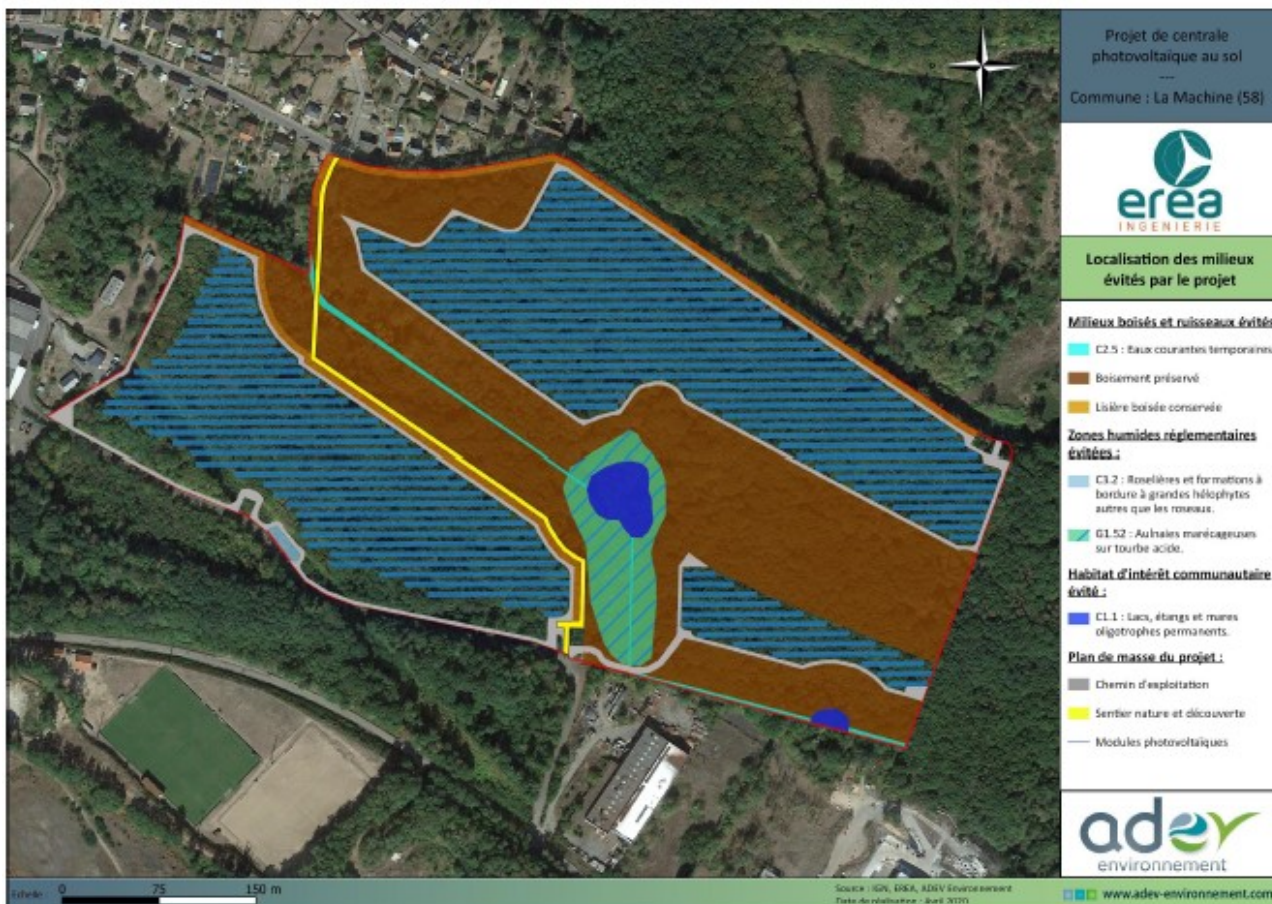 Projet de centrale
photovoltaïque au sol
---
Commune : La Machine (58)
erea
INGENIERIE
Localisation des milieux
évités par le projet
Milieux boisés et ruisseaux évités
C2.5 : Eaux courantes temporaires
Boisement préservé
Lisière boisée conservée
Zones humides réglementaires
évitées :
C3.2 : Roselières et formations à
bordure à grandes hélophytes
autres que les roseaux.
G1.52 : Aulnaies marécageuses
sur tourbe acide.
Habitat d'intérêt communautaire
évité :
C1.1 : Lacs, étangs et mares
oligotrophes permanents.
Plan de masse du projet :
Chemin d'exploitation
Sentier nature et découverte
Modules photovoltaïques
adev
environnement
www.adev-environnement.com
Echelle : 0 75 150 m
Source : IGN, EREA, ADEV Environnement
Date de réalisation : Avril 2020